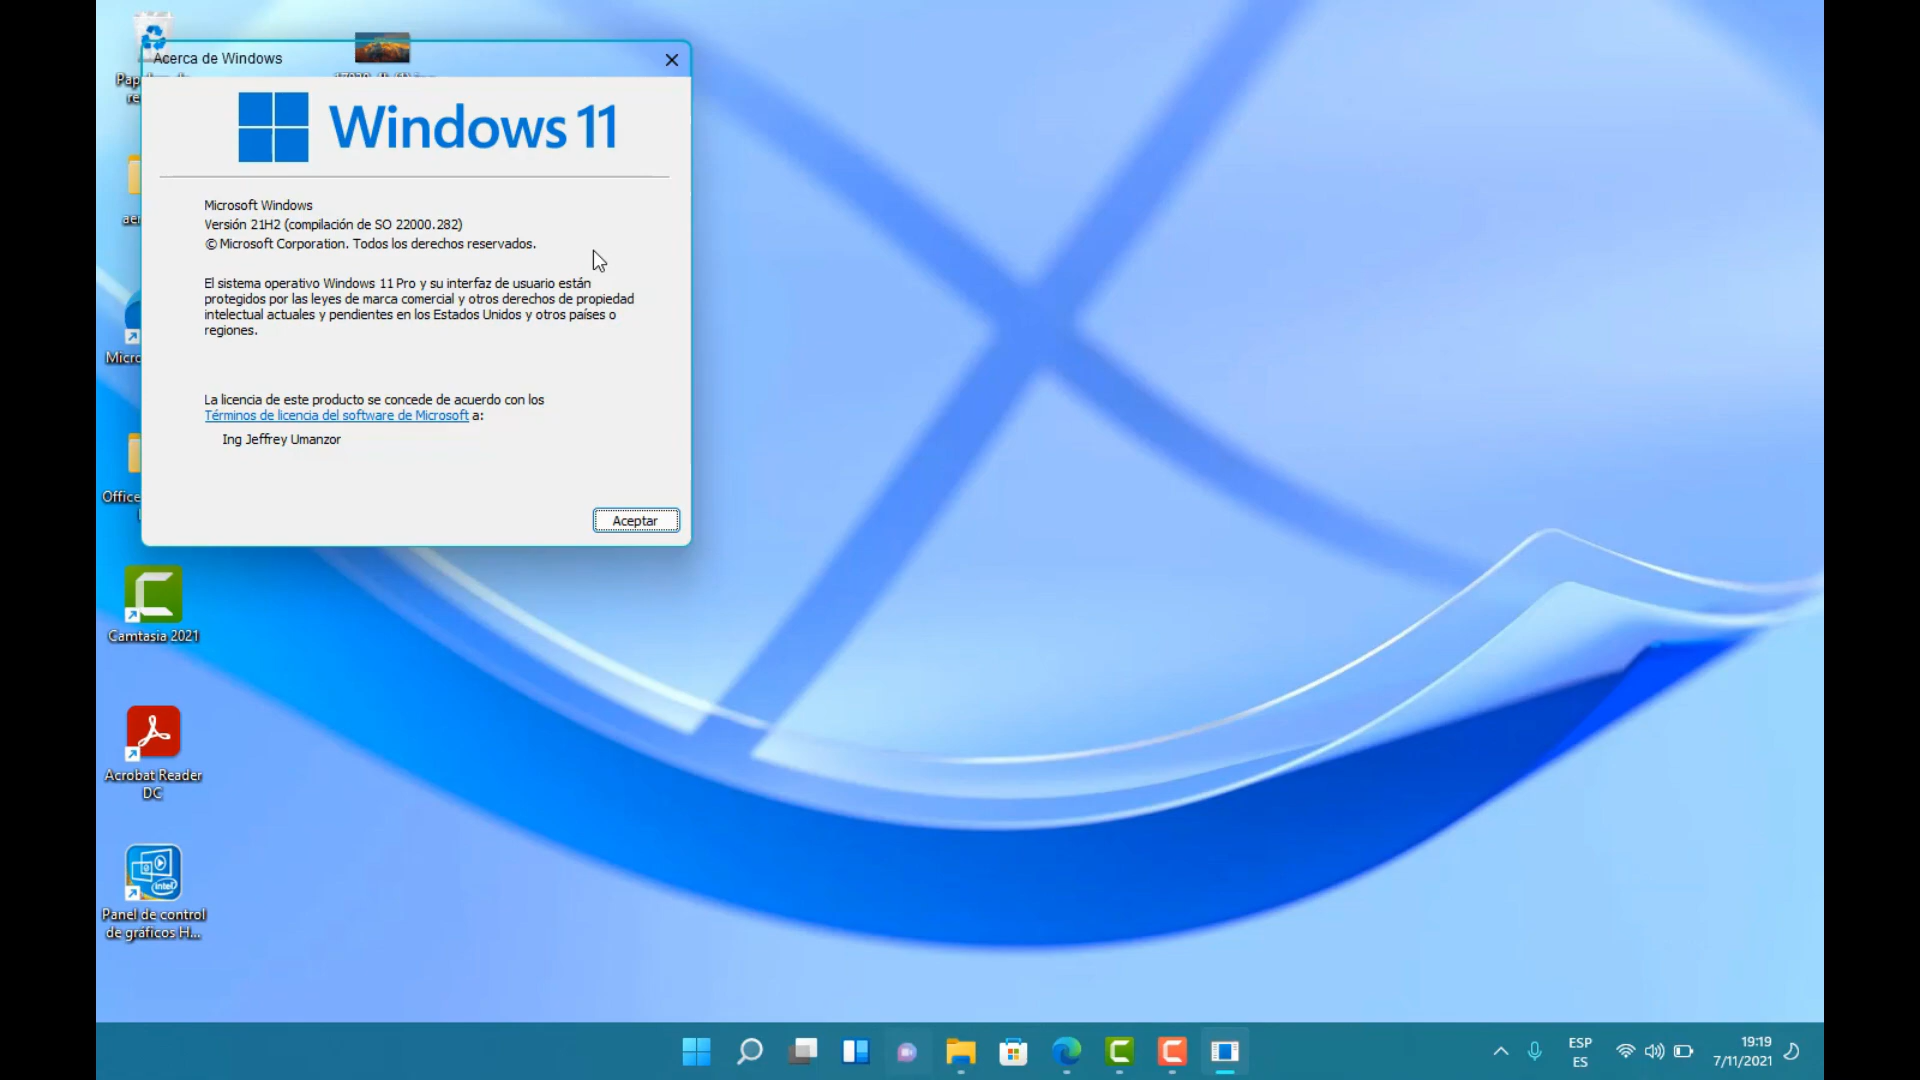 Acerca de Windows
Windows 11
Microsoft Windows
Versión 21H2 (compilación de SO 22000.282)
© Microsoft Corporation. Todos los derechos reservados.
El sistema operativo Windows 11 Pro y su interfaz de usuario están
protegidos por las leyes de marca comercial y otros derechos de propiedad
intelectual actuales y pendientes en los Estados Unidos y otros países o
regiones.
La licencia de este producto se concede de acuerdo con los
Términos de licencia del software de Microsoft a:
Ing Jeffrey Umanzor
Aceptar
Office
Camtasia 2021
Acrobat Reader
DC
intel
Panel de control
de gráficos H...
ESP
ES
19:19
7/11/2021